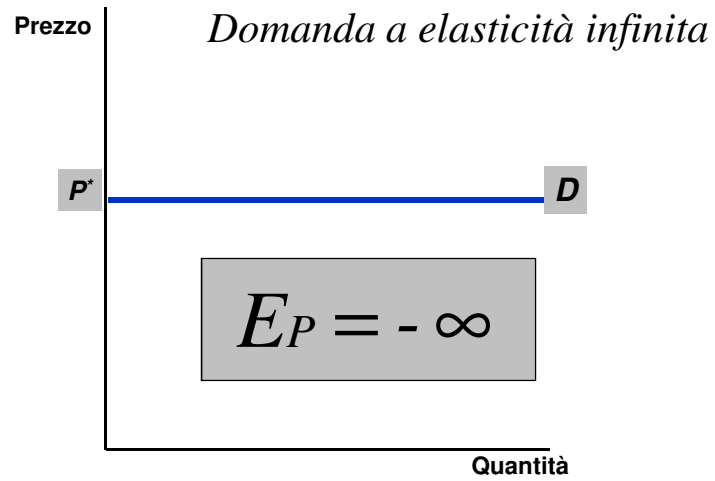 Prezzo
Domanda a elasticità infinita
P*
D
EP = - ∞
Quantità